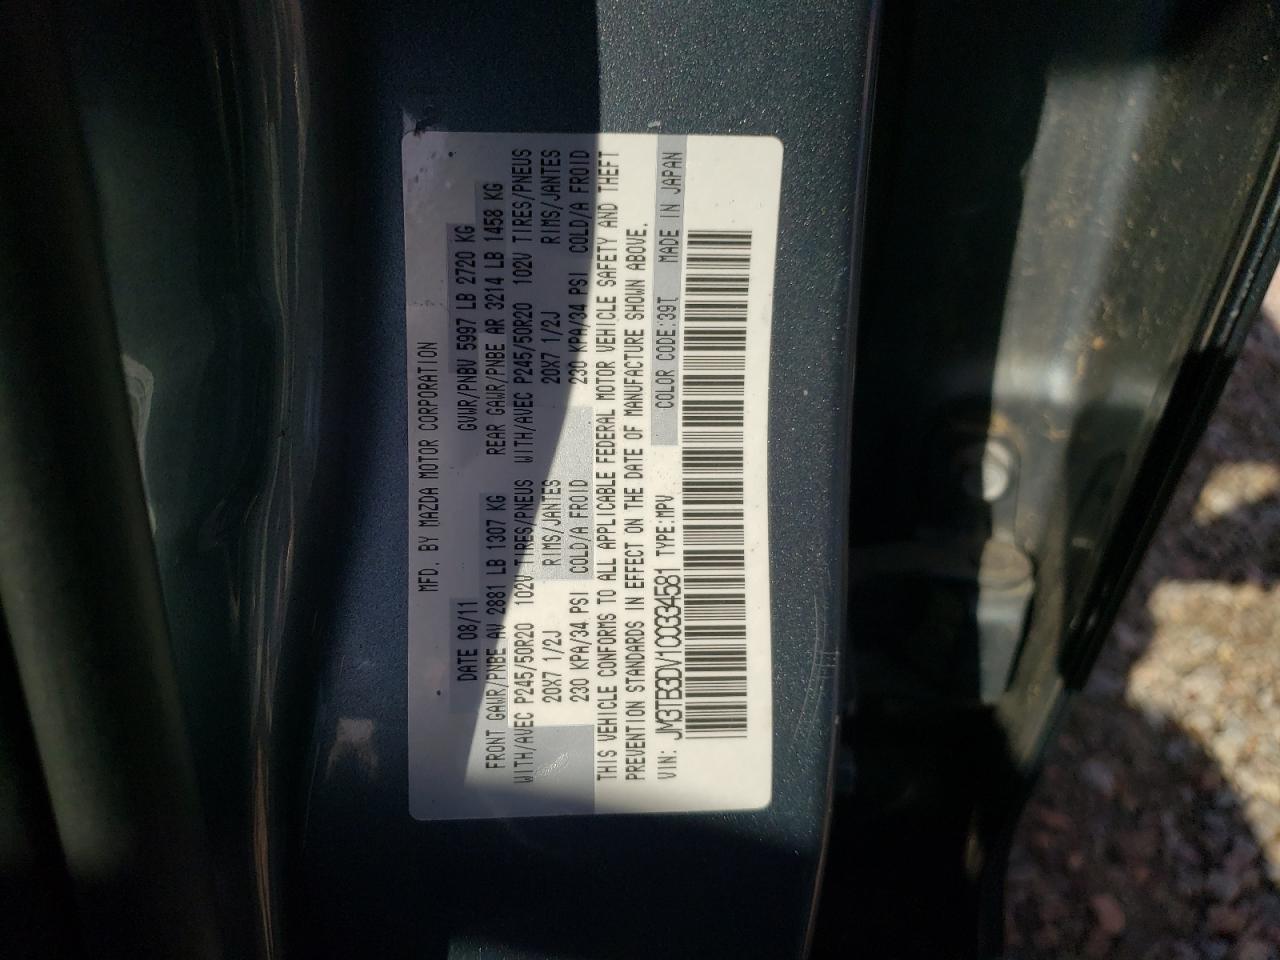 MFD. BY MAZDA MOTOR CORPORATION
DATE 08/11 GVWR/PNBV 5997 LB 2720 KG
FRONT GAWR/PNBE AV 2881 LB 1307 KG REAR GAWR/PNBE AR 3214 LB 1458 KG
WITH/AVEC P245/50R20 102V TIRES/PNEUS WITH/AVEC P245/50R20 102V TIRES/PNEUS
20X7 1/2J RIMS/JANTES 20X7 1/2J RIMS/JANTES
230 KPA/34 PSI COLD/A FROID 230 KPA/34 PSI COLD/A FROID
THIS VEHICLE CONFORMS TO ALL APPLICABLE FEDERAL MOTOR VEHICLE SAFETY AND THEFT
PREVENTION STANDARDS IN EFFECT ON THE DATE OF MANUFACTURE SHOWN ABOVE.
VIN: JM3TB3DV1C0334581 TYPE:MPV COLOR CODE:39T MADE IN JAPAN